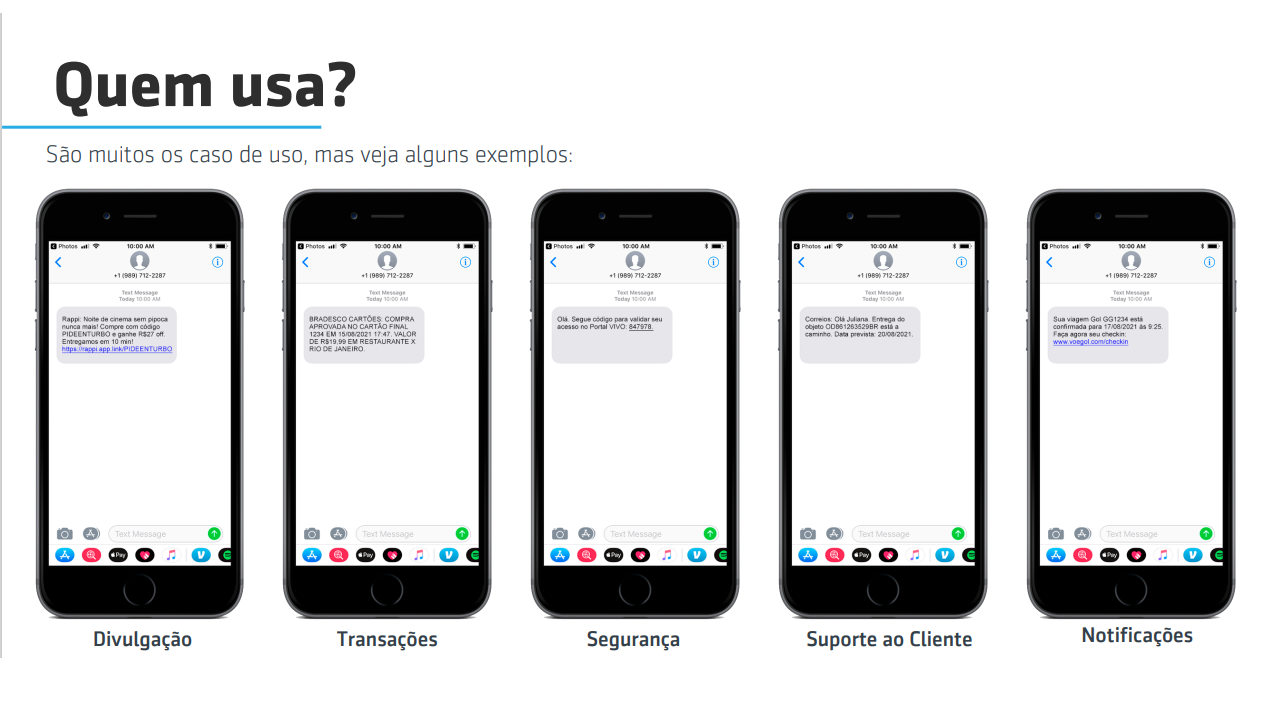 Quem usa?
São muitos os caso de uso, mas veja alguns exemplos:
Photos
10:00 AM
+1 (989) 712-2287
Text Message
Today 10:00 AM
Rappi: Noite de cinema sem pipoca
nunca mais! Compre com código
PIDEENTURBO e ganhe R$27 off.
Entregamos em 10 min!
https://rappi.app.link/PIDEENTURBO
Text Message
Pay
Divulgação
Photos
10:00 AM
+1 (989) 712-2287
Text Message
Today 10:00 AM
BRADESCO CARTÕES: COMPRA
APROVADA NO CARTÃO FINAL
1234 EM 15/08/2021 17:47. VALOR
DE R$19,99 EM RESTAURANTE X
RIO DE JANEIRO.
Text Message
Pay
Transações
Photos
10:00 AM
+1 (989) 712-2287
Text Message
Today 10:00 AM
Olá. Segue código para validar seu
acesso no Portal VIVO: 847978.
Text Message
Pay
Segurança
Photos
10:00 AM
+1 (989) 712-2287
Text Message
Today 10:00 AM
Correios: Olá Juliana. Entrega do
objeto OD861263529BR está a
caminho. Data prevista: 20/08/2021.
Text Message
Pay
Suporte ao Cliente
Photos
10:00 AM
+1 (989) 712-2287
Text Message
Today 10:00 AM
Sua viagem Gol GG1234 está
confirmada para 17/08/2021 às 9:25.
Faça agora seu checkin:
www.voegol.com/checkin
Text Message
Pay
Notificações